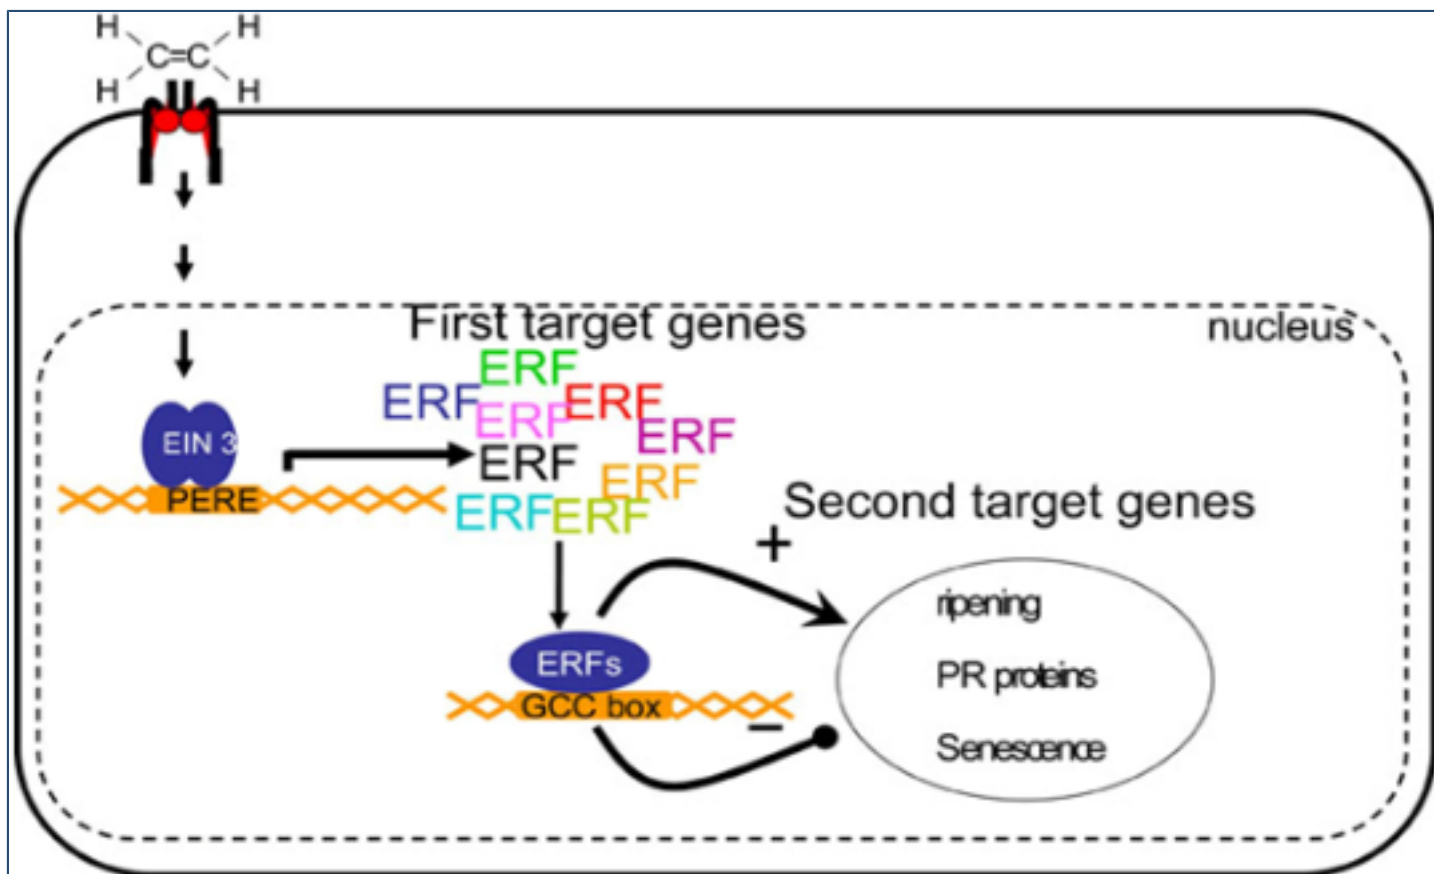 H H
C=C
H H
First target genes
nucleus
ERF
ERF ERF
ERF
ERF
EIN 3
ERF
ERF
PERE
ERF ERF
Second target genes
+
ripening
ERFs
PR proteins
GCC box
–
Senescence